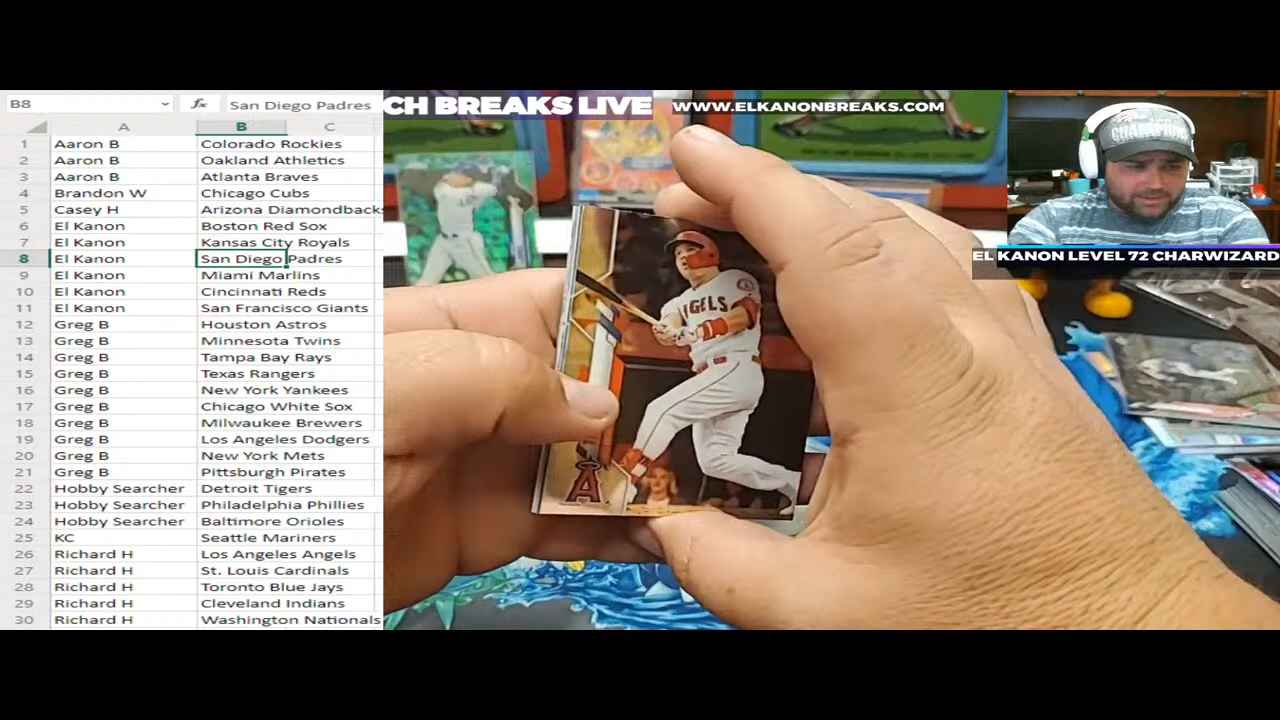 B8 fx San Diego Padres
A B C
1 Aaron B Colorado Rockies
2 Aaron B Oakland Athletics
3 Aaron B Atlanta Braves
4 Brandon W Chicago Cubs
5 Casey H Arizona Diamondbacks
6 El Kanon Boston Red Sox
7 El Kanon Kansas City Royals
8 El Kanon San Diego Padres
9 El Kanon Miami Marlins
10 El Kanon Cincinnati Reds
11 El Kanon San Francisco Giants
12 Greg B Houston Astros
13 Greg B Minnesota Twins
14 Greg B Tampa Bay Rays
15 Greg B Texas Rangers
16 Greg B New York Yankees
17 Greg B Chicago White Sox
18 Greg B Milwaukee Brewers
19 Greg B Los Angeles Dodgers
20 Greg B New York Mets
21 Greg B Pittsburgh Pirates
22 Hobby Searcher Detroit Tigers
23 Hobby Searcher Philadelphia Phillies
24 Hobby Searcher Baltimore Orioles
25 KC Seattle Mariners
26 Richard H Los Angeles Angels
27 Richard H St. Louis Cardinals
28 Richard H Toronto Blue Jays
29 Richard H Cleveland Indians
30 Richard H Washington Nationals
CH BREAKS LIVE
WWW.ELKANONBREAKS.COM
CHAMPIONS
EL KANON LEVEL 72 CHARWIZARD
ANGELS
A